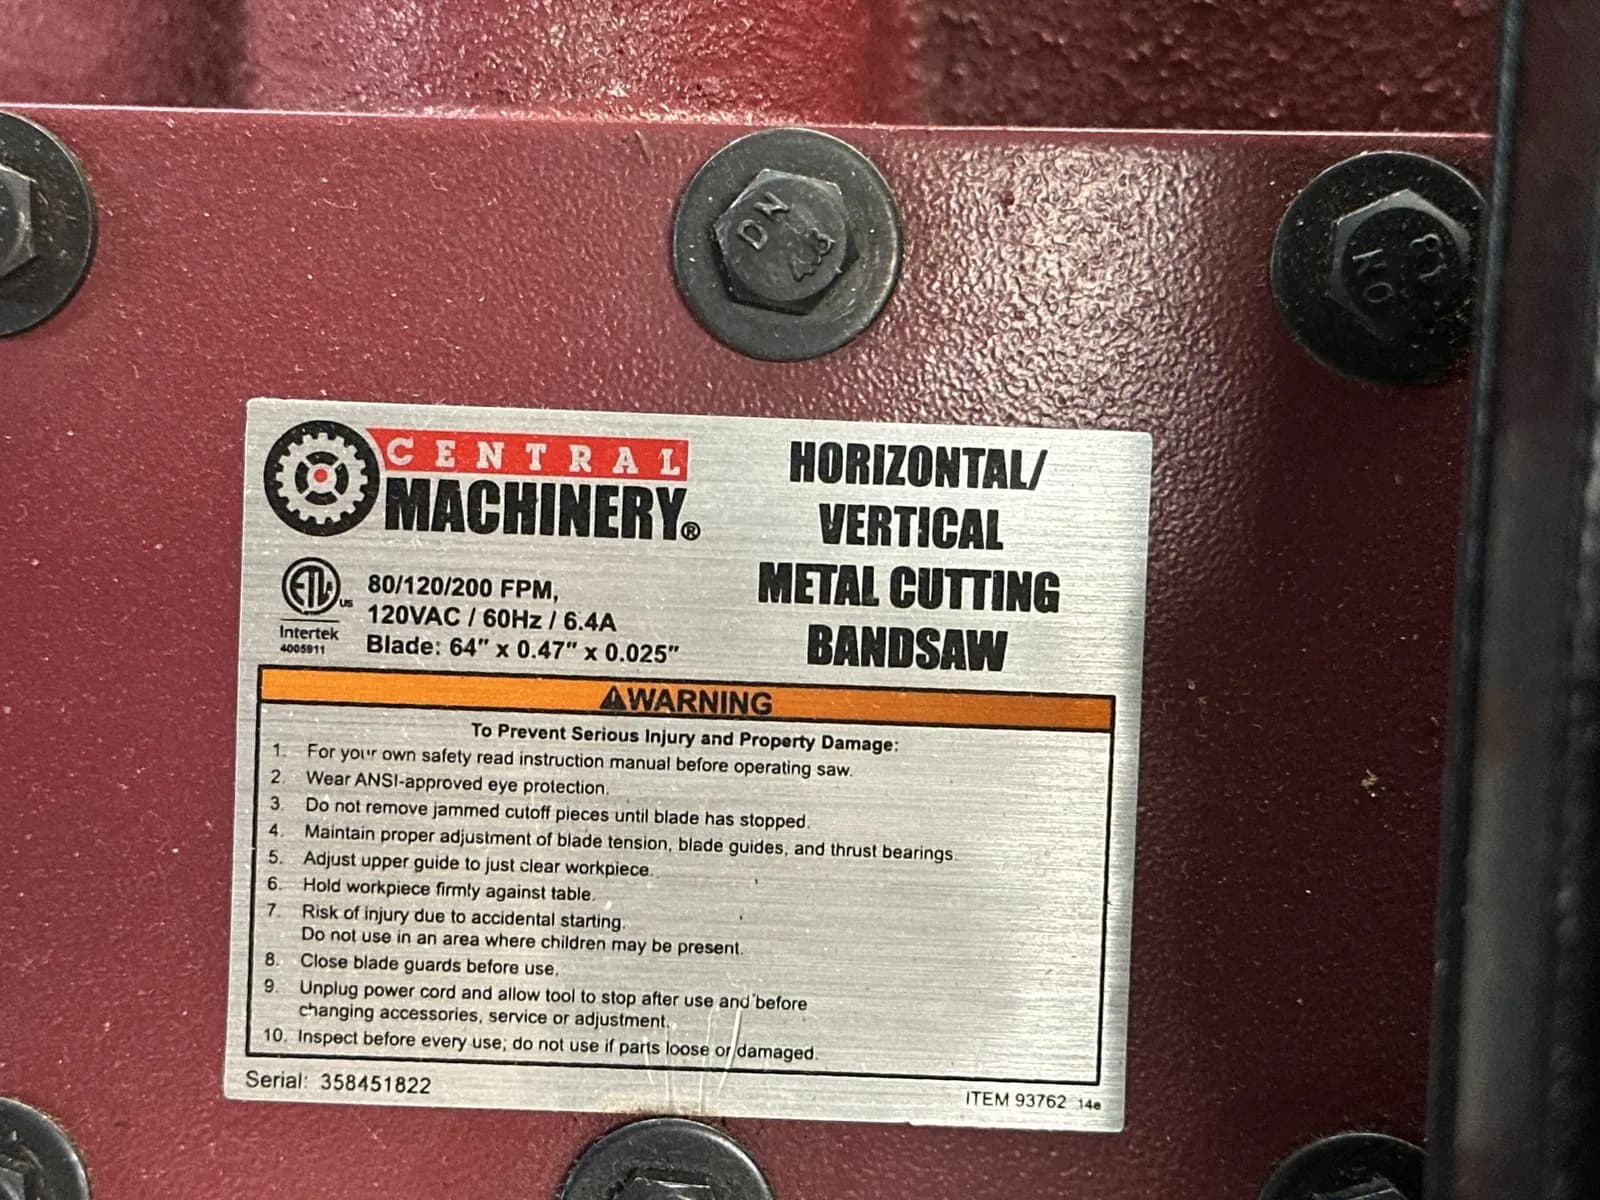 DN
4.8
KO
CENTRAL
MACHINERY®
HORIZONTAL/
VERTICAL
METAL CUTTING
BANDSAW
ETL
US
Intertek
4005911
80/120/200 FPM,
120VAC / 60Hz / 6.4A
Blade: 64" x 0.47" x 0.025"
⚠WARNING
To Prevent Serious Injury and Property Damage:
1. For your own safety read instruction manual before operating saw.
2. Wear ANSI-approved eye protection.
3. Do not remove jammed cutoff pieces until blade has stopped.
4. Maintain proper adjustment of blade tension, blade guides, and thrust bearings.
5. Adjust upper guide to just clear workpiece.
6. Hold workpiece firmly against table.
7. Risk of injury due to accidental starting.
Do not use in an area where children may be present.
8. Close blade guards before use.
9. Unplug power cord and allow tool to stop after use and before
changing accessories, service or adjustment.
10. Inspect before every use; do not use if parts loose or damaged.
Serial: 358451822
ITEM 93762 14e